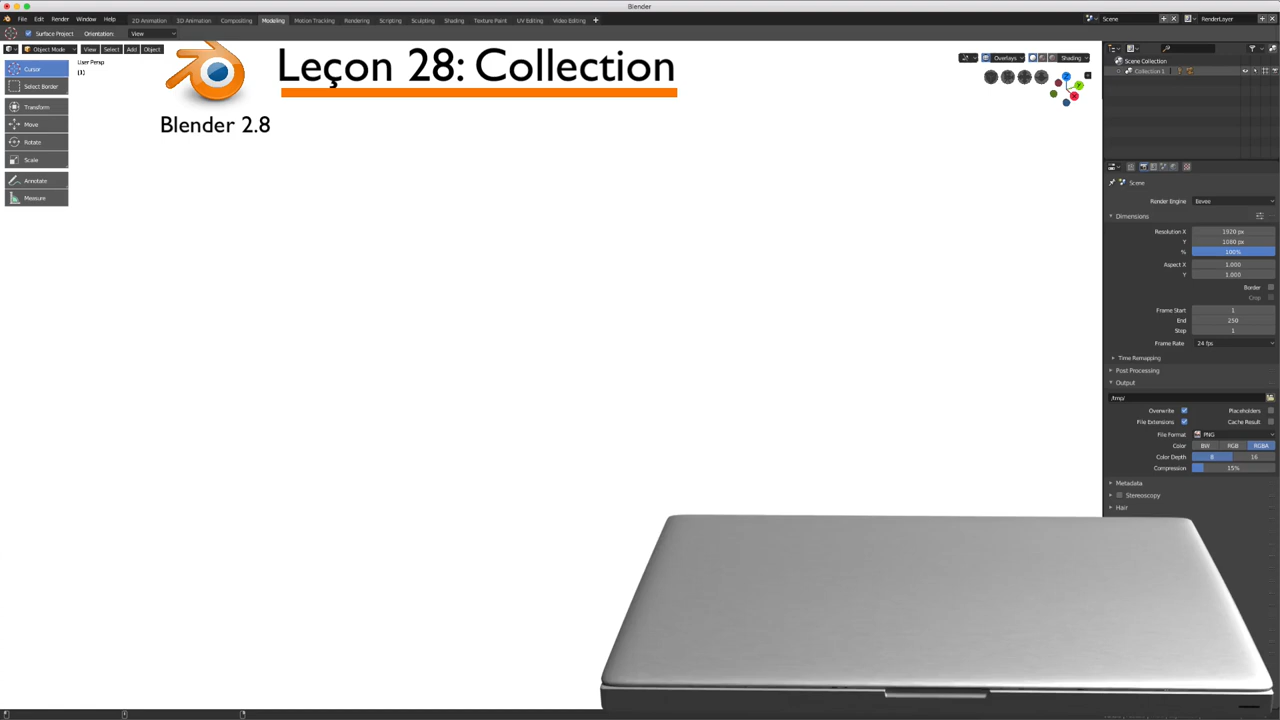 Blender
File Edit Render Window Help
2D Animation 3D Animation Compositing Modeling Motion Tracking Rendering Scripting Sculpting Shading Texture Paint UV Editing Video Editing +
Scene
RenderLayer
Surface Project Orientation: View
Object Mode View Select Add Object
User Persp
(1)
Cursor
Select Border
Transform
Move
Rotate
Scale
Annotate
Measure
Leçon 28: Collection
Blender 2.8
Overlays Shading
Scene Collection
Collection 1
Scene
Render Engine Eevee
Dimensions
Resolution X 1920 px
Y 1080 px
% 100%
Aspect X 1.000
Y 1.000
Border
Crop
Frame Start 1
End 250
Step 1
Frame Rate 24 fps
Time Remapping
Post Processing
Output
/tmp/
Overwrite Placeholders
File Extensions Cache Result
File Format PNG
Color BW RGB RGBA
Color Depth 8 16
Compression 15%
Metadata
Stereoscopy
Hair